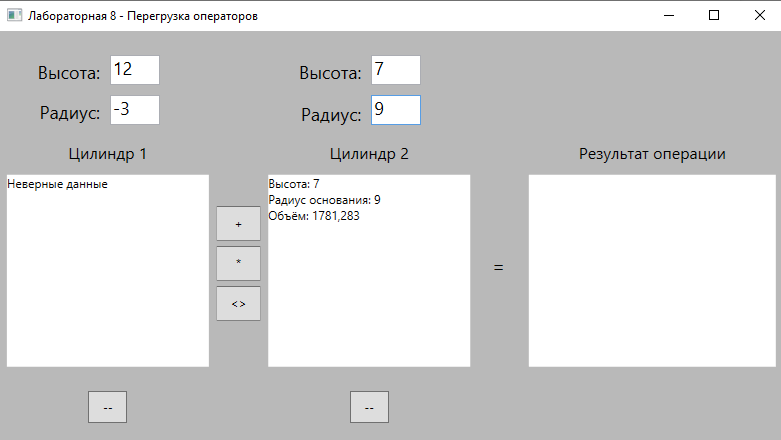 Лабораторная 8 - Перегрузка операторов
Высота: 12
Высота: 7
Радиус: -3
Радиус: 9
Цилиндр 1
Цилиндр 2
Результат операции
Неверные данные
Высота: 7
Радиус основания: 9
Объём: 1781,283
+
*
<>
=
--
--